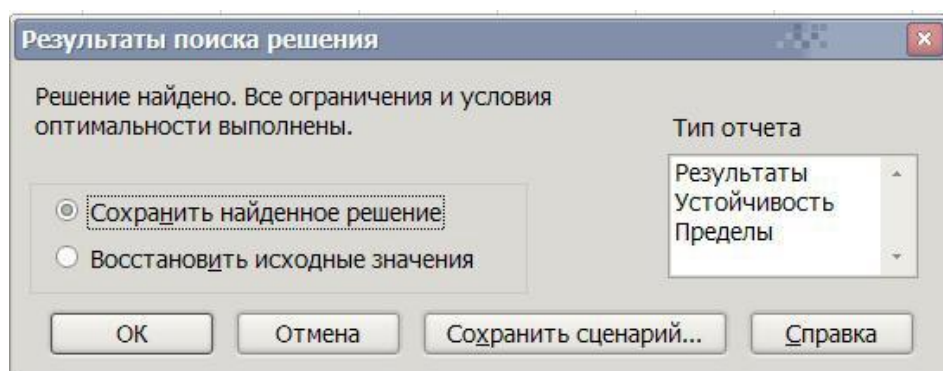 Результаты поиска решения
Решение найдено. Все ограничения и условия
оптимальности выполнены.
Тип отчета
Результаты
Устойчивость
Пределы
Сохранить найденное решение
Восстановить исходные значения
ОК
Отмена
Сохранить сценарий...
Справка